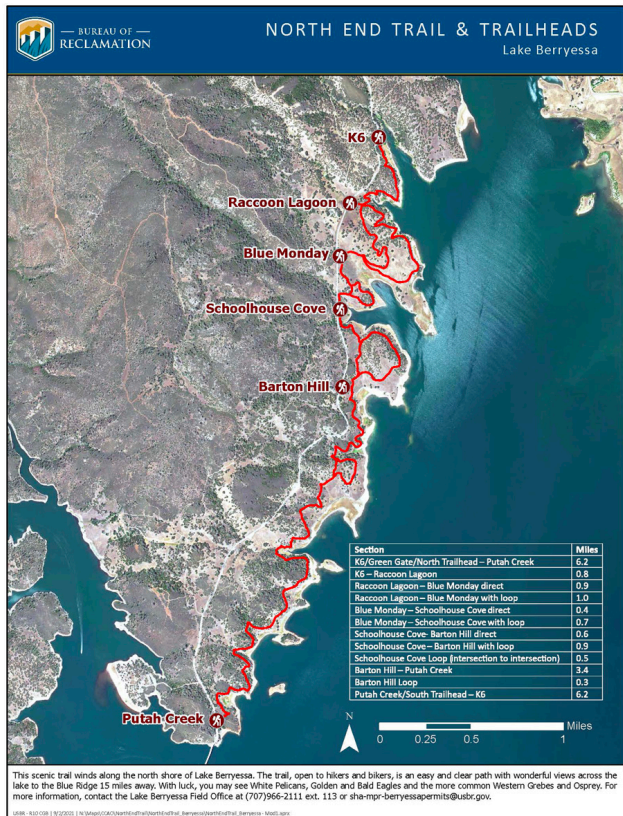 BUREAU OF
RECLAMATION
NORTH END TRAIL & TRAILHEADS
Lake Berryessa
K6
Raccoon Lagoon
Blue Monday
Schoolhouse Cove
Barton Hill
Putah Creek
Section Miles
K6/Green Gate/North Trailhead – Putah Creek 6.2
K6 – Raccoon Lagoon 0.8
Raccoon Lagoon – Blue Monday direct 0.9
Raccoon Lagoon – Blue Monday with loop 1.0
Blue Monday – Schoolhouse Cove direct 0.4
Blue Monday – Schoolhouse Cove with loop 0.7
Schoolhouse Cove- Barton Hill direct 0.6
Schoolhouse Cove – Barton Hill with loop 0.9
Schoolhouse Cove Loop (intersection to intersection) 0.5
Barton Hill – Putah Creek 3.4
Barton Hill Loop 0.3
Putah Creek/South Trailhead – K6 6.2
N
Miles
0 0.25 0.5 1
This scenic trail winds along the north shore of Lake Berryessa. The trail, open to hikers and bikers, is an easy and clear path with wonderful views across the
lake to the Blue Ridge 15 miles away. With luck, you may see White Pelicans, Golden and Bald Eagles and the more common Western Grebes and Osprey. For
more information, contact the Lake Berryessa Field Office at (707)966-2111 ext. 113 or sha-mpr-berryessapermits@usbr.gov.